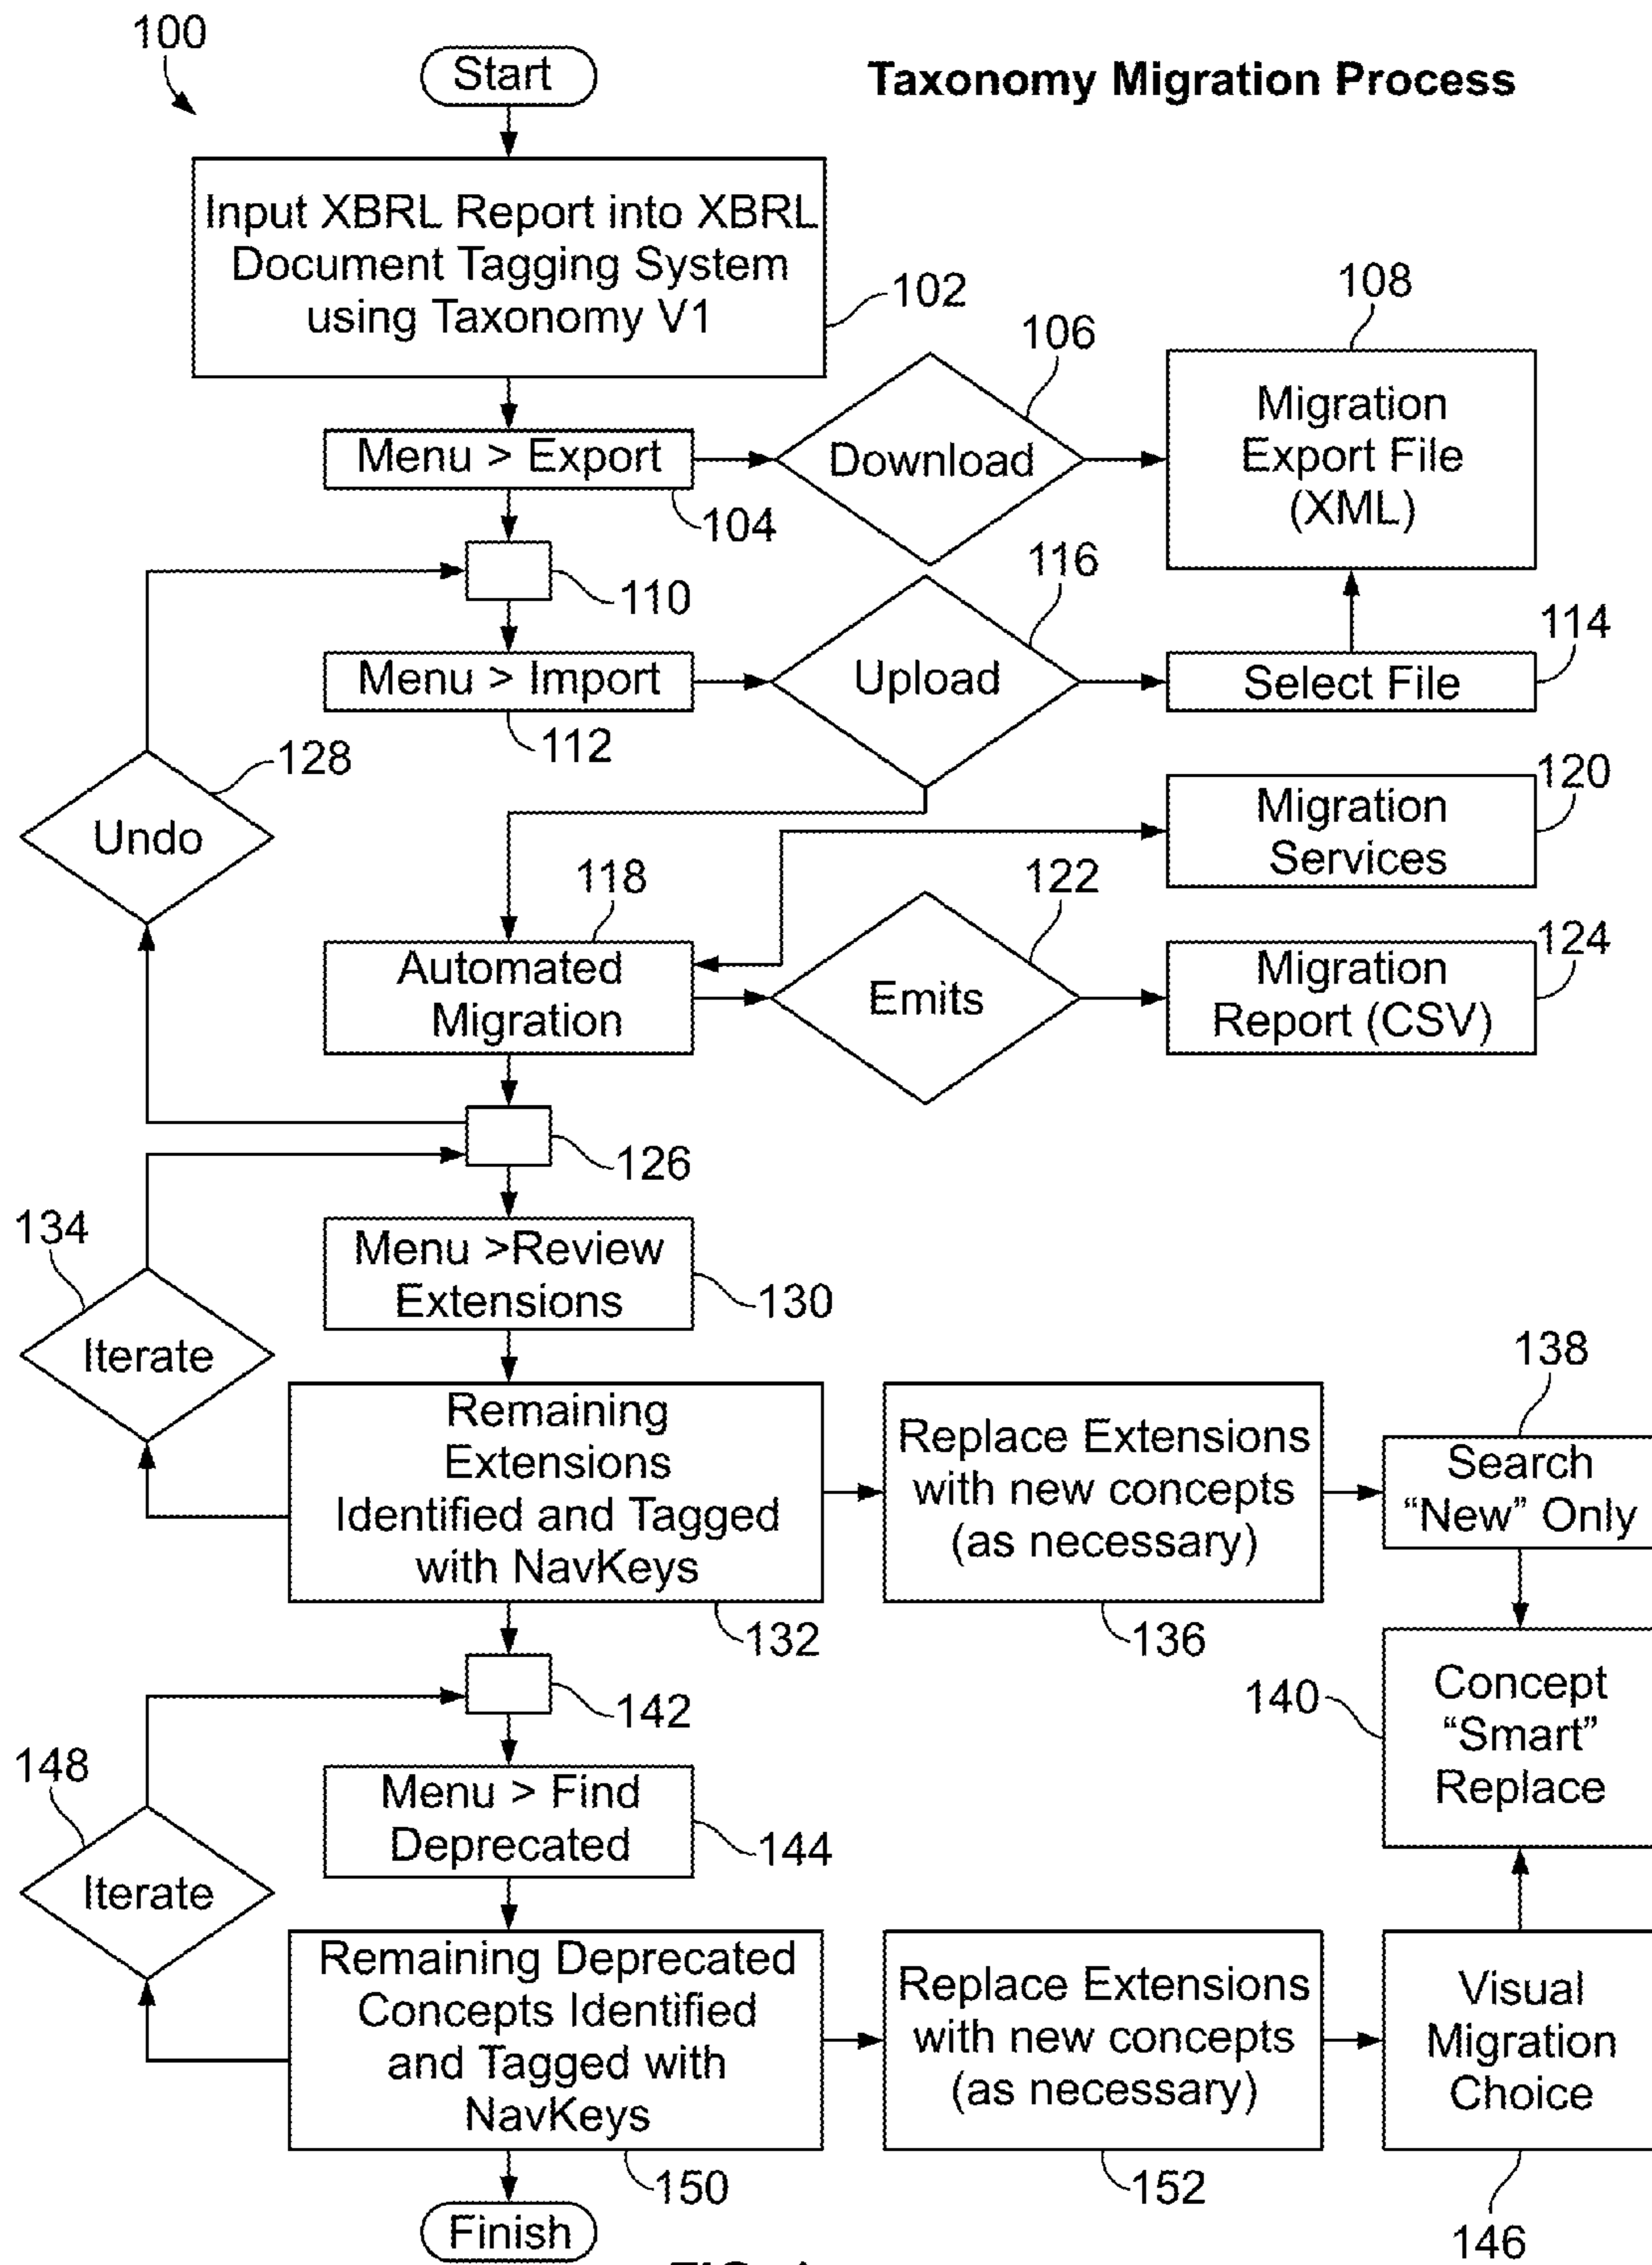 100
Start
Taxonomy Migration Process
Input XBRL Report into XBRL
Document Tagging System
using Taxonomy V1
102
106
108
Menu > Export
Download
Migration
Export File
(XML)
104
110
116
114
Menu > Import
Upload
Select File
112
128
Undo
120
Migration
Services
118
122
124
Automated
Migration
Emits
Migration
Report (CSV)
126
134
Iterate
Menu >Review
Extensions
130
138
Remaining
Extensions
Identified and Tagged
with NavKeys
Replace Extensions
with new concepts
(as necessary)
Search
“New” Only
132
136
140
Concept
“Smart”
Replace
142
148
Iterate
Menu > Find
Deprecated
144
Remaining Deprecated
Concepts Identified
and Tagged with
NavKeys
Replace Extensions
with new concepts
(as necessary)
Visual
Migration
Choice
150
152
146
Finish